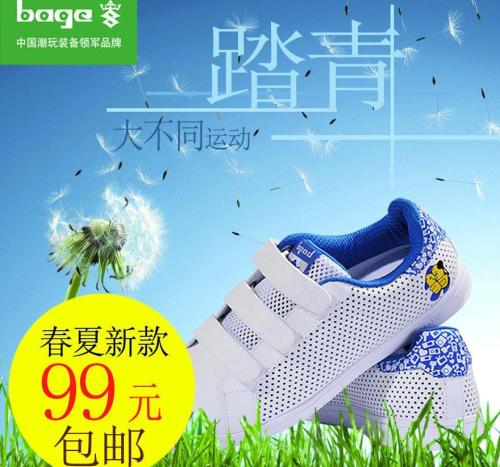 bage
中国潮玩装备领军品牌
踏青
大不同运动
bage
春夏新款
99元
包邮